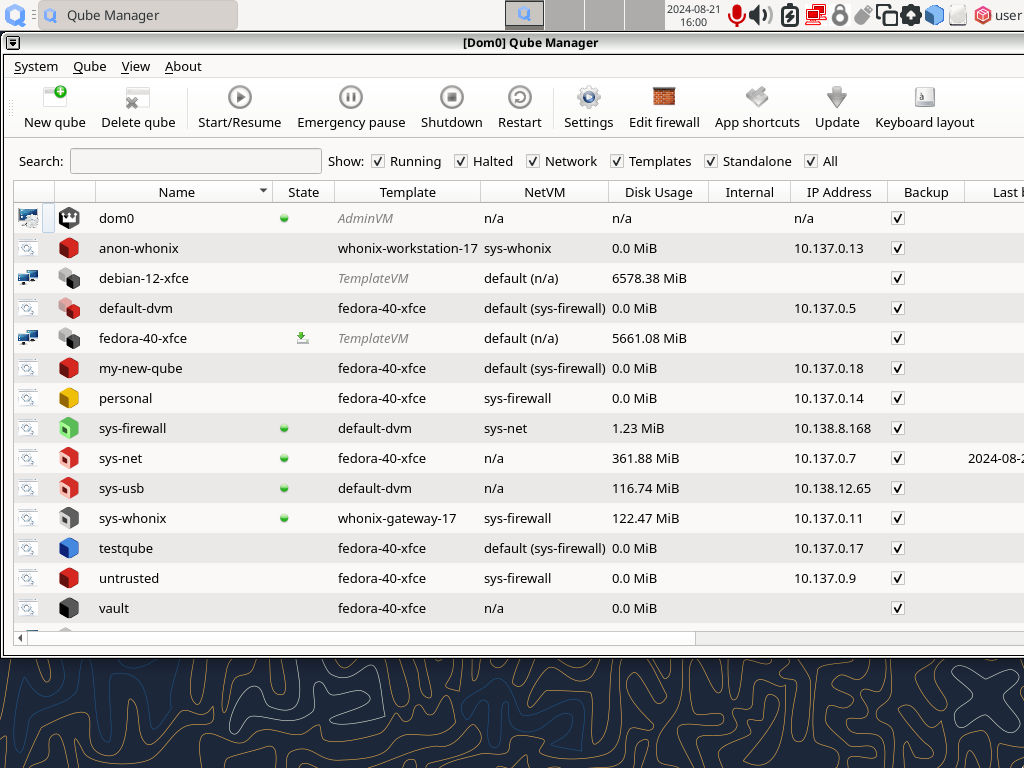 Qube Manager 2024-08-21 user
16:00
[Dom0] Qube Manager
System Qube View About
New qube Delete qube Start/Resume Emergency pause Shutdown Restart Settings Edit firewall App shortcuts Update Keyboard layout
Search: Show: Running Halted Network Templates Standalone All
Name State Template NetVM Disk Usage Internal IP Address Backup Last b
dom0 AdminVM n/a n/a n/a
anon-whonix whonix-workstation-17 sys-whonix 0.0 MiB 10.137.0.13
debian-12-xfce TemplateVM default (n/a) 6578.38 MiB
default-dvm fedora-40-xfce default (sys-firewall) 0.0 MiB 10.137.0.5
fedora-40-xfce TemplateVM default (n/a) 5661.08 MiB
my-new-qube fedora-40-xfce default (sys-firewall) 0.0 MiB 10.137.0.18
personal fedora-40-xfce sys-firewall 0.0 MiB 10.137.0.14
sys-firewall default-dvm sys-net 1.23 MiB 10.138.8.168
sys-net fedora-40-xfce n/a 361.88 MiB 10.137.0.7 2024-08-2
sys-usb default-dvm n/a 116.74 MiB 10.138.12.65
sys-whonix whonix-gateway-17 sys-firewall 122.47 MiB 10.137.0.11
testqube fedora-40-xfce default (sys-firewall) 0.0 MiB 10.137.0.17
untrusted fedora-40-xfce sys-firewall 0.0 MiB 10.137.0.9
vault fedora-40-xfce n/a 0.0 MiB